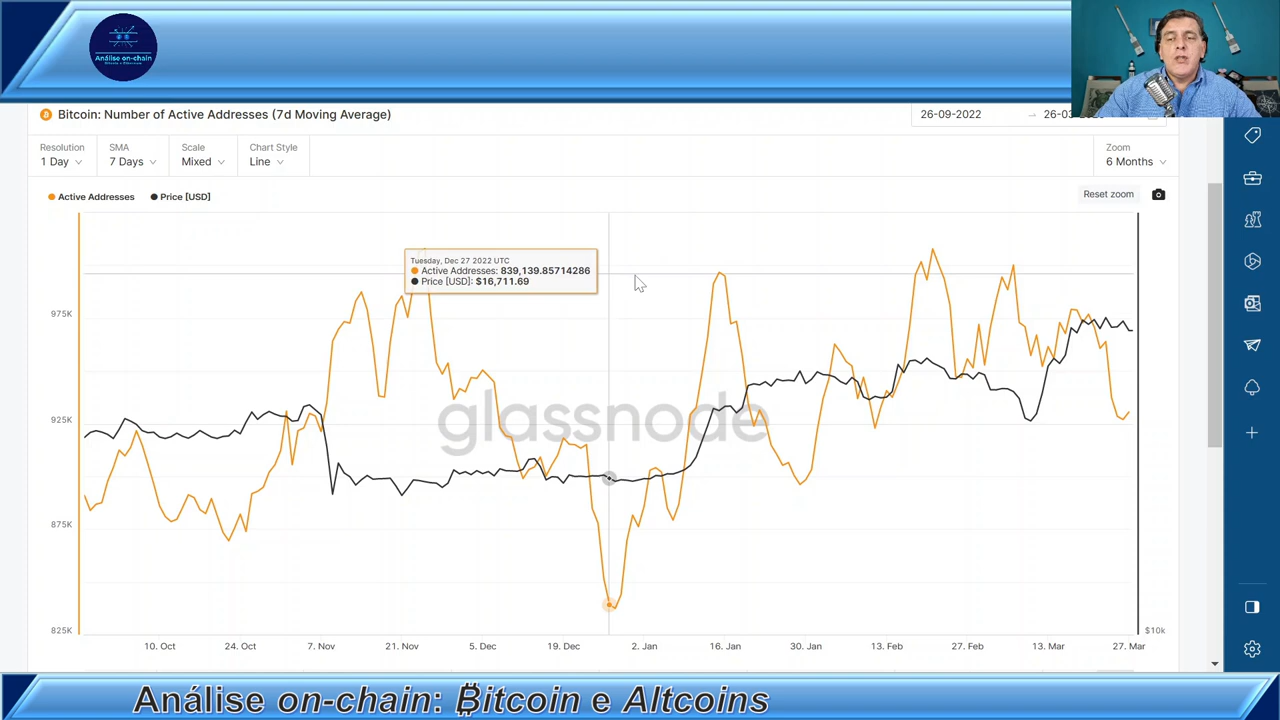 Análise on-chain
Bitcoin: Number of Active Addresses (7d Moving Average)
26-09-2022 → 26-03
Resolution SMA Scale Chart Style Zoom
1 Day 7 Days Mixed Line 6 Months
Active Addresses Price [USD] Reset zoom
Tuesday, Dec 27 2022 UTC
Active Addresses: 839,139.85714286
Price [USD]: $16,711.69
975K
925K
glassnode
875K
825K $10k
10. Oct 24. Oct 7. Nov 21. Nov 5. Dec 19. Dec 2. Jan 16. Jan 30. Jan 13. Feb 27. Feb 13. Mar 27. Mar
Análise on-chain: ₿itcoin e Altcoins